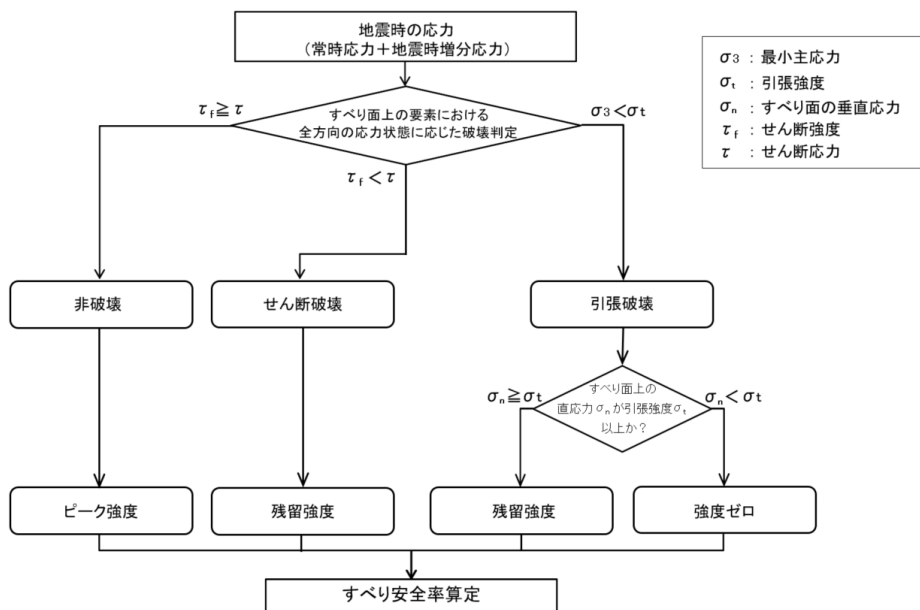 地震時の応力
(常時応力+地震時増分応力)
σ3 : 最小主応力
σt : 引張強度
σn : すべり面の垂直応力
τf : せん断強度
τ : せん断応力
τf≧τ
すべり面上の要素における
全方向の応力状態に応じた破壊判定
σ3<σt
τf<τ
非破壊
せん断破壊
引張破壊
σn≧σt
すべり面上の
直応力σnが引張強度σt
以上か?
σn<σt
ピーク強度
残留強度
残留強度
強度ゼロ
すべり安全率算定